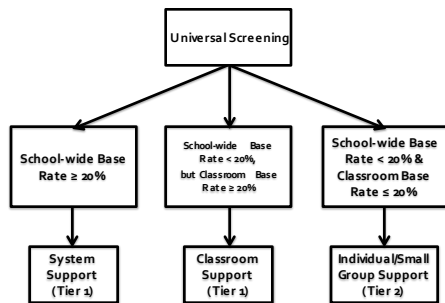 Universal Screening
School-wide Base
Rate ≥ 20%
School-wide Base
Rate < 20%,
but Classroom Base
Rate ≥ 20%
School-wide Base
Rate < 20% &
Classroom Base
Rate ≤ 20%
System
Support
(Tier 1)
Classroom
Support
(Tier 1)
Individual/Small
Group Support
(Tier 2)